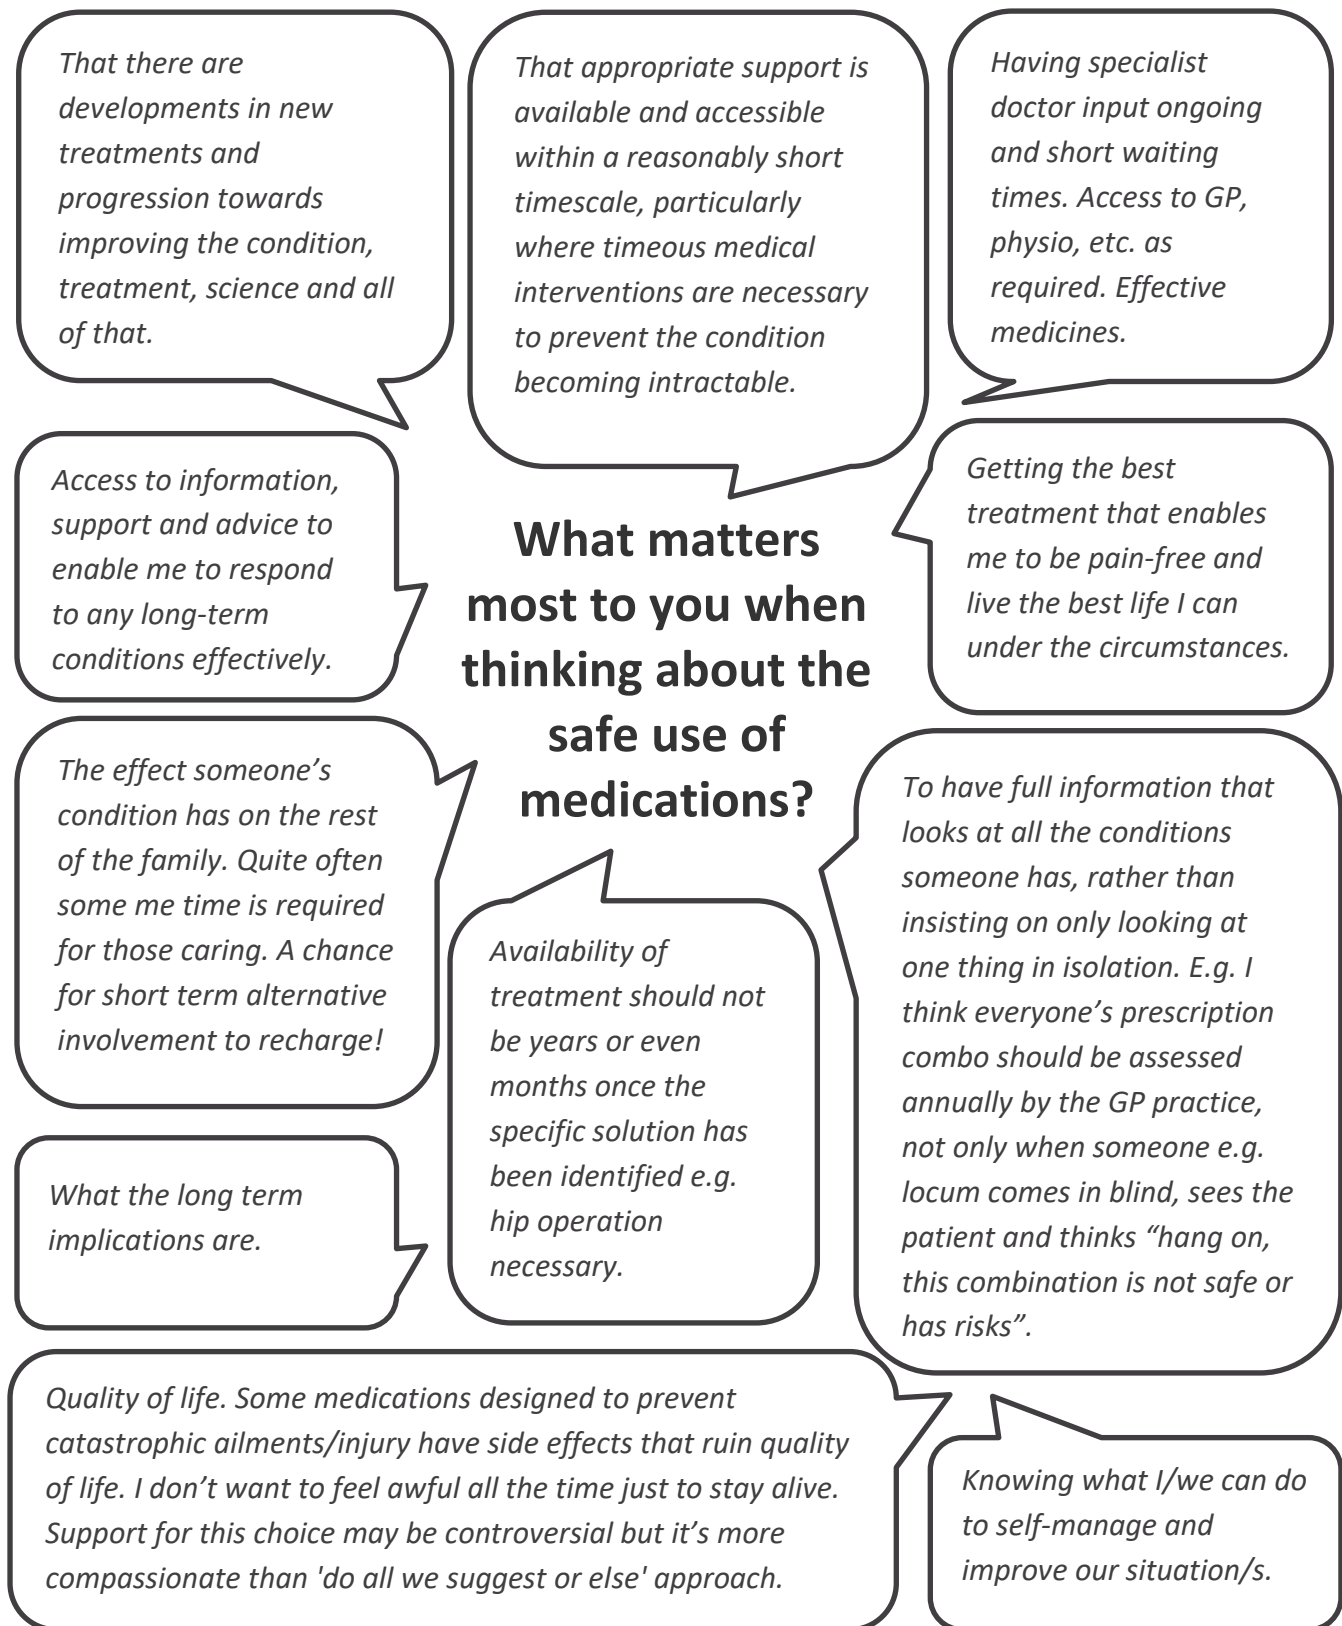 That there are
developments in new
treatments and
progression towards
improving the condition,
treatment, science and all
of that.
That appropriate support is
available and accessible
within a reasonably short
timescale, particularly
where timeous medical
interventions are necessary
to prevent the condition
becoming intractable.
Having specialist
doctor input ongoing
and short waiting
times. Access to GP,
physio, etc. as
required. Effective
medicines.
Access to information,
support and advice to
enable me to respond
to any long-term
conditions effectively.
What matters
most to you when
thinking about the
safe use of
medications?
Getting the best
treatment that enables
me to be pain-free and
live the best life I can
under the circumstances.
The effect someone's
condition has on the rest
of the family. Quite often
some me time is required
for those caring. A chance
for short term alternative
involvement to recharge!
Availability of
treatment should not
be years or even
months once the
specific solution has
been identified e.g.
hip operation
necessary.
To have full information that
looks at all the conditions
someone has, rather than
insisting on only looking at
one thing in isolation. E.g. I
think everyone's prescription
combo should be assessed
annually by the GP practice,
not only when someone e.g.
locum comes in blind, sees the
patient and thinks “hang on,
this combination is not safe or
has risks”.
What the long term
implications are.
Quality of life. Some medications designed to prevent
catastrophic ailments/injury have side effects that ruin quality
of life. I don't want to feel awful all the time just to stay alive.
Support for this choice may be controversial but it's more
compassionate than 'do all we suggest or else' approach.
Knowing what I/we can do
to self-manage and
improve our situation/s.